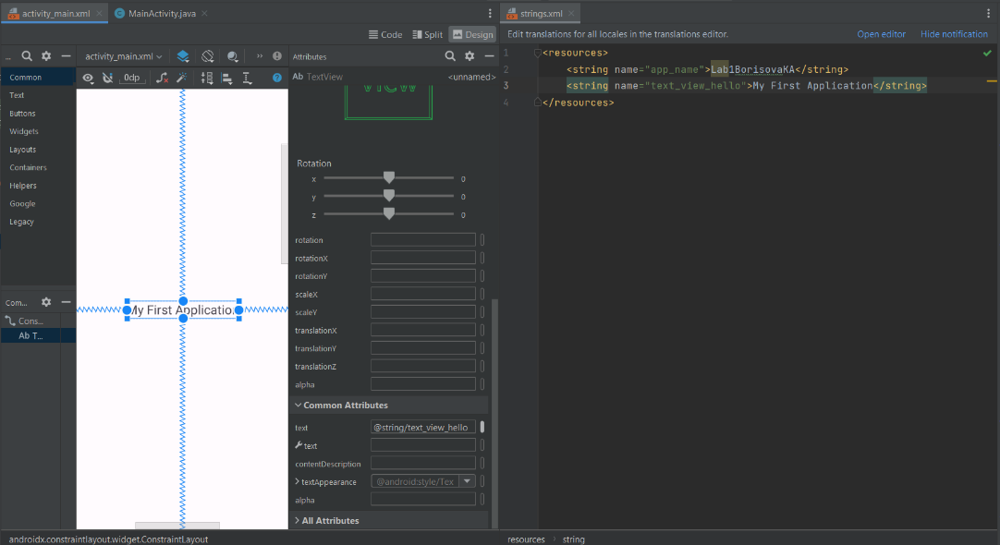 activity_main.xml
MainActivity.java
strings.xml
Code
Split
Design
Edit translations for all locales in the translations editor.
Open editor
Hide notification
activity_main.xml
Attributes
Common
Text
Buttons
Widgets
Layouts
Containers
Helpers
Google
Legacy
0dp
Ab TextView
<unnamed>
Rotation
x 0
y 0
z 0
rotation
rotationX
rotationY
scaleX
scaleY
translationX
translationY
translationZ
alpha
Common Attributes
text @string/text_view_hello
text
contentDescription
textAppearance @android:style/Tex
alpha
All Attributes
My First Application
Com...
Cons...
Ab T...
androidx.constraintlayout.widget.ConstraintLayout
1 <resources>
2 <string name="app_name">Lab1BorisovaKA</string>
3 <string name="text_view_hello">My First Application</string>
4 </resources>
resources
string